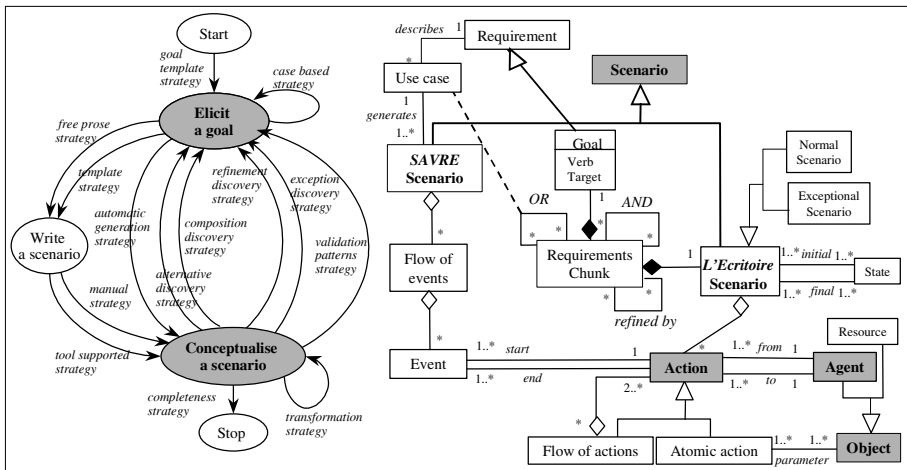 Start
goal
template
strategy
case based
strategy
Elicit
a goal
free prose
strategy
template
strategy
refinement
discovery
strategy
exception
discovery
strategy
automatic
generation
strategy
composition
discovery
strategy
validation
patterns
strategy
Write
a scenario
manual
strategy
alternative
discovery
strategy
tool supported
strategy
Conceptualise
a scenario
completeness
strategy
transformation
strategy
Stop
describes
1
Requirement
*
Use case
1
generates
1..*
Scenario
SAVRE
Scenario
Goal
Verb
Target
1
Normal
Scenario
Exceptional
Scenario
OR
AND
*
*
*
*
*
Requirements
Chunk
1
L'Ecritoire
Scenario
1..*
initial
1..*
State
1..*
final
1..*
*
*
refined by
*
Flow of
events
*
Event
1..*
start
1
1..*
end
*
Action
2..*
1..*
from
1
1..*
to
1
Agent
Resource
*
Flow of actions
Atomic action
1..*
1..*
parameter
Object